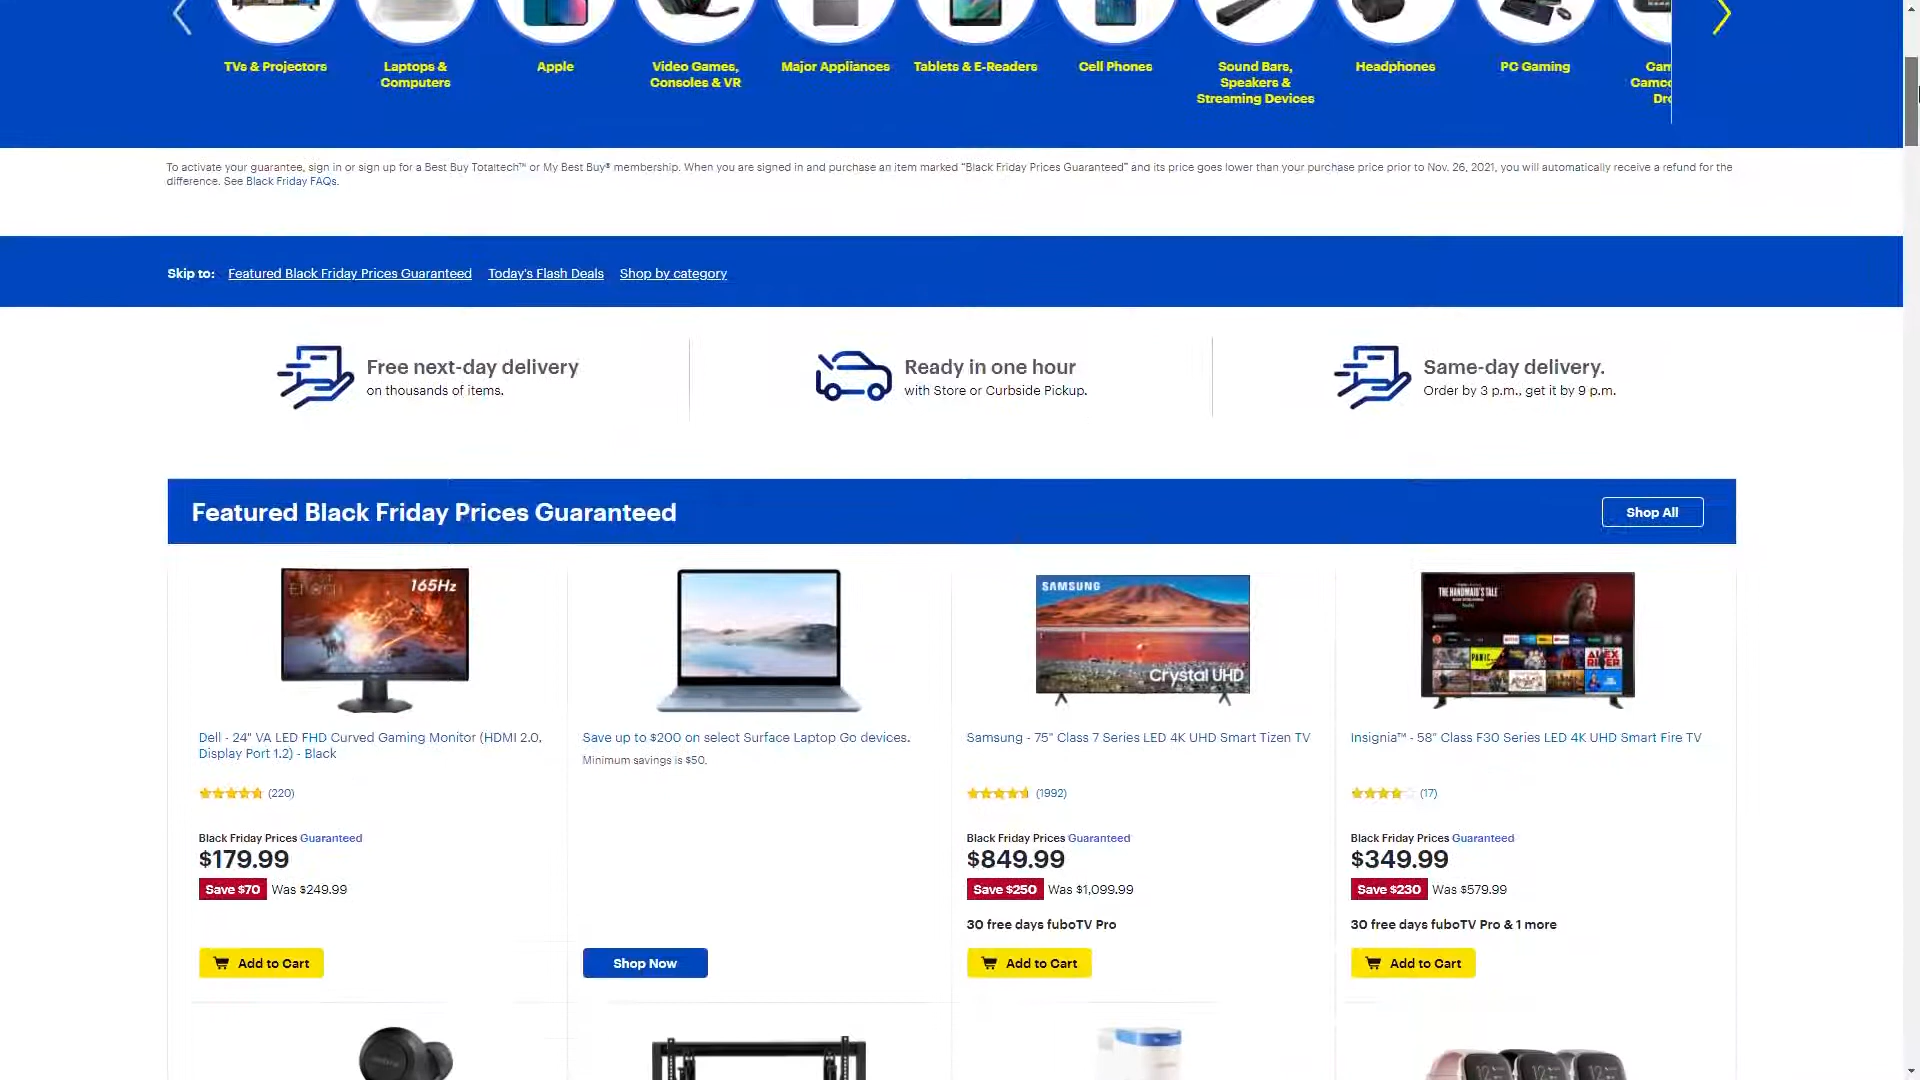 TVs & Projectors
Laptops &
Computers
Apple
Video Games,
Consoles & VR
Major Appliances
Tablets & E-Readers
Cell Phones
Sound Bars,
Speakers &
Streaming Devices
Headphones
PC Gaming
Cam
Camco
Dro
To activate your guarantee, sign in or sign up for a Best Buy Totaltech™ or My Best Buy® membership. When you are signed in and purchase an item marked “Black Friday Prices Guaranteed” and its price goes lower than your purchase price prior to Nov. 26, 2021, you will automatically receive a refund for the
difference. See Black Friday FAQs.
Skip to: Featured Black Friday Prices Guaranteed Today's Flash Deals Shop by category
Free next-day delivery
on thousands of items.
Ready in one hour
with Store or Curbside Pickup.
Same-day delivery.
Order by 3 p.m., get it by 9 p.m.
Featured Black Friday Prices Guaranteed
Shop All
165Hz
Dell - 24" VA LED FHD Curved Gaming Monitor (HDMI 2.0,
Display Port 1.2) - Black
(220)
Black Friday Prices Guaranteed
$179.99
Save $70 Was $249.99
Add to Cart
Save up to $200 on select Surface Laptop Go devices.
Minimum savings is $50.
Shop Now
SAMSUNG
Crystal UHD
Samsung - 75" Class 7 Series LED 4K UHD Smart Tizen TV
(1992)
Black Friday Prices Guaranteed
$849.99
Save $250 Was $1,099.99
30 free days fuboTV Pro
Add to Cart
THE HANDMAID'S TALE
PANIC
ALEX
RIDER
Insignia™ - 58" Class F30 Series LED 4K UHD Smart Fire TV
(17)
Black Friday Prices Guaranteed
$349.99
Save $230 Was $579.99
30 free days fuboTV Pro & 1 more
Add to Cart